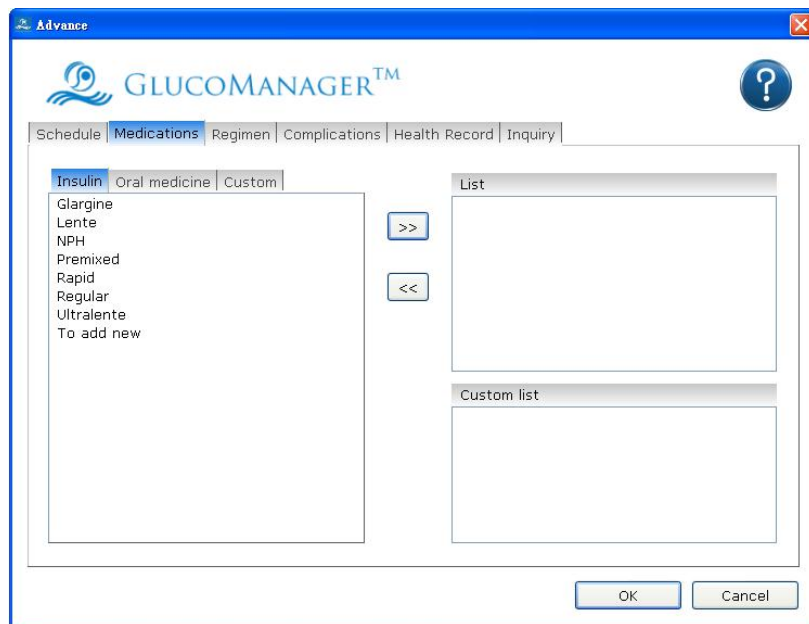 Advance
GLUCOMANAGER™
?
Schedule Medications Regimen Complications Health Record Inquiry
Insulin Oral medicine Custom
Glargine
Lente
NPH
Premixed
Rapid
Regular
Ultralente
To add new
>>
<<
List
Custom list
OK Cancel